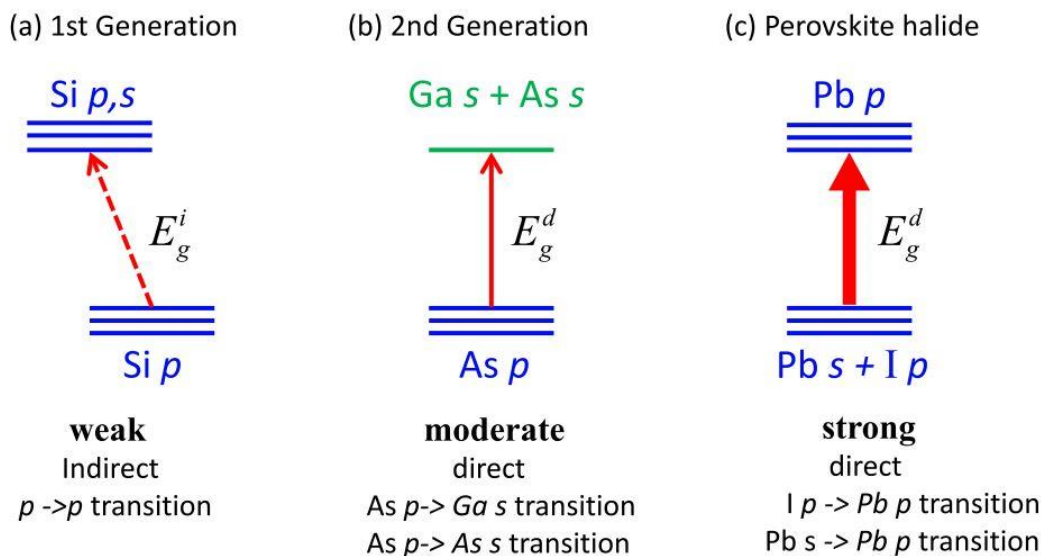 (a) 1st Generation
Si p,s
E_g^i
Si p
weak
Indirect
p ->p transition
(b) 2nd Generation
Ga s + As s
E_g^d
As p
moderate
direct
As p-> Ga s transition
As p-> As s transition
(c) Perovskite halide
Pb p
E_g^d
Pb s + I p
strong
direct
I p -> Pb p transition
Pb s -> Pb p transition